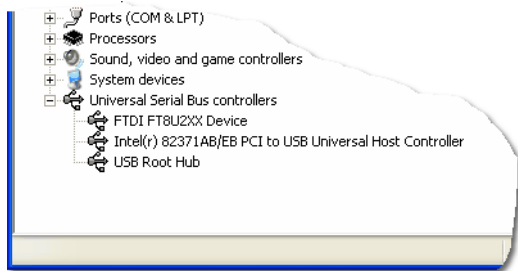 Ports (COM & LPT)
Processors
Sound, video and game controllers
System devices
Universal Serial Bus controllers
FTDI FT8U2XX Device
Intel(r) 82371AB/EB PCI to USB Universal Host Controller
USB Root Hub